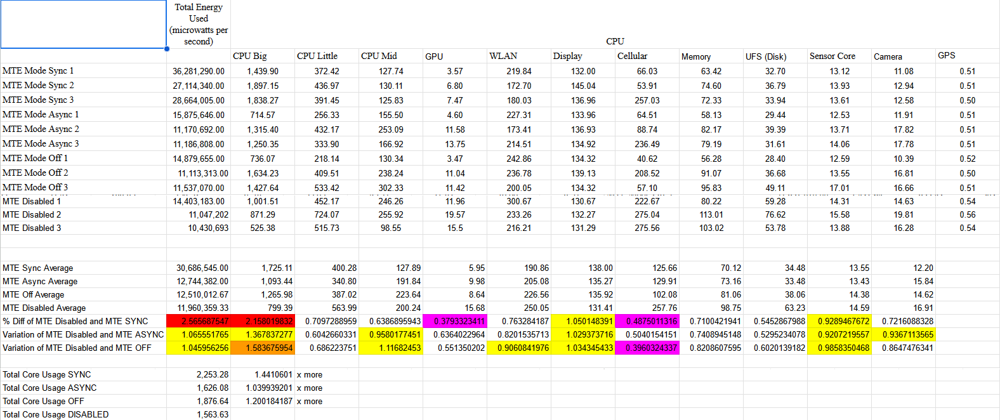 Total Energy
Used
(microwatts per
second)
CPU
CPU Big CPU Little CPU Mid GPU WLAN Display Cellular Memory UFS (Disk) Sensor Core Camera GPS
MTE Mode Sync 1 36,281,290.00 1,439.90 372.42 127.74 3.57 219.84 132.00 66.03 63.42 32.70 13.12 11.08 0.51
MTE Mode Sync 2 27,114,340.00 1,897.15 436.97 130.11 6.80 172.70 145.04 53.91 74.60 36.79 13.93 12.94 0.51
MTE Mode Sync 3 28,664,005.00 1,838.27 391.45 125.83 7.47 180.03 136.96 257.03 72.33 33.94 13.61 12.58 0.50
MTE Mode Async 1 15,875,646.00 714.57 256.33 155.50 4.60 227.31 133.96 64.51 58.13 29.44 12.53 11.91 0.51
MTE Mode Async 2 11,170,692.00 1,315.40 432.17 253.09 11.58 173.41 136.93 88.74 82.17 39.39 13.71 17.82 0.51
MTE Mode Async 3 11,186,808.00 1,250.35 333.90 166.92 13.75 214.51 134.92 236.49 79.19 31.61 14.06 17.78 0.51
MTE Mode Off 1 14,879,655.00 736.07 218.14 130.34 3.47 242.86 134.32 40.62 56.28 28.40 12.59 10.39 0.52
MTE Mode Off 2 11,113,313.00 1,634.23 409.51 238.24 11.04 236.78 139.13 208.52 91.07 36.68 13.55 16.81 0.50
MTE Mode Off 3 11,537,070.00 1,427.64 533.42 302.33 11.42 200.05 134.32 57.10 95.83 49.11 17.01 16.66 0.51
MTE Disabled 1 14,403,183.00 1,001.51 452.17 246.26 11.96 300.67 130.67 222.67 80.22 59.28 14.31 14.63 0.54
MTE Disabled 2 11,047,202 871.29 724.07 255.92 19.57 233.26 132.27 275.04 113.01 76.62 15.58 19.81 0.56
MTE Disabled 3 10,430,693 525.38 515.73 98.55 15.5 216.21 131.29 275.56 103.02 53.78 13.88 16.28 0.54
MTE Sync Average 30,686,545.00 1,725.11 400.28 127.89 5.95 190.86 138.00 125.66 70.12 34.48 13.55 12.20
MTE Async Average 12,744,382.00 1,093.44 340.80 191.84 9.98 205.08 135.27 129.91 73.16 33.48 13.43 15.84
MTE Off Average 12,510,012.67 1,265.98 387.02 223.64 8.64 226.56 135.92 102.08 81.06 38.06 14.38 14.62
MTE Disabled Average 11,960,359.33 799.39 563.99 200.24 15.68 250.05 131.41 257.76 98.75 63.23 14.59 16.91
% Diff of MTE Disabled and MTE SYNC 2.565687547 2.158019832 0.7097288959 0.6386895943 0.3793323411 0.763284187 1.050148391 0.4875011316 0.7100421941 0.5452867988 0.9289467672 0.7216088328
Variation of MTE Disabled and MTE ASYNC 1.065551765 1.367837277 0.6042660331 0.9580177451 0.6364022964 0.8201535713 1.029373716 0.5040154151 0.7408945148 0.5295234078 0.9207219557 0.9367113565
Variation of MTE Disabled and MTE OFF 1.045956256 1.583675954 0.686223751 1.11682453 0.551350202 0.9060841976 1.034345433 0.3960324337 0.8208607595 0.6020139182 0.9858350468 0.8647476341
Total Core Usage SYNC 2,253.28 1.4410601 x more
Total Core Usage ASYNC 1,626.08 1.039939201 x more
Total Core Usage OFF 1,876.64 1.200184187 x more
Total Core Usage DISABLED 1,563.63